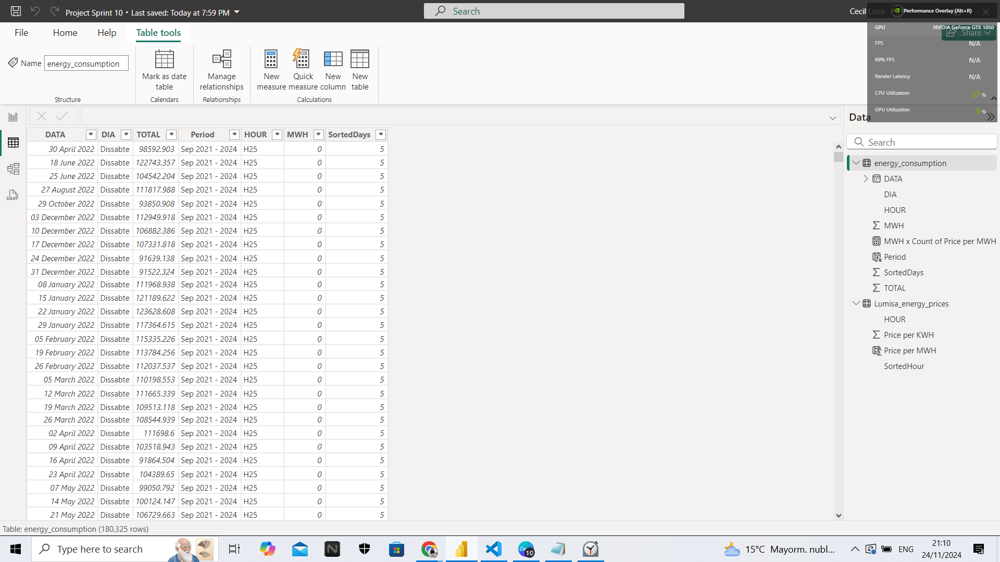 Project Sprint 10 • Last saved: Today at 7:59 PM
Search
Cecil Luna
Performance Overlay (Alt+R)
File
Home
Help
Table tools
GPU
NVIDIA GeForce GTX 1050
Share
FPS
N/A
99% FPS
N/A
Render Latency
N/A
CPU Utilization
37 %
GPU Utilization
0 %
Name
energy_consumption
Mark as date table
Manage relationships
New measure
Quick measure
New column
New table
Structure
Calendars
Relationships
Calculations
DATA DIA TOTAL Period HOUR MWH SortedDays
30 April 2022 Dissabte 98592.903 Sep 2021 - 2024 H25 0 5
18 June 2022 Dissabte 122743.357 Sep 2021 - 2024 H25 0 5
25 June 2022 Dissabte 104542.204 Sep 2021 - 2024 H25 0 5
27 August 2022 Dissabte 111817.988 Sep 2021 - 2024 H25 0 5
29 October 2022 Dissabte 93850.908 Sep 2021 - 2024 H25 0 5
03 December 2022 Dissabte 112949.918 Sep 2021 - 2024 H25 0 5
10 December 2022 Dissabte 106882.386 Sep 2021 - 2024 H25 0 5
17 December 2022 Dissabte 107331.818 Sep 2021 - 2024 H25 0 5
24 December 2022 Dissabte 91639.138 Sep 2021 - 2024 H25 0 5
31 December 2022 Dissabte 91522.324 Sep 2021 - 2024 H25 0 5
08 January 2022 Dissabte 111968.938 Sep 2021 - 2024 H25 0 5
15 January 2022 Dissabte 121189.622 Sep 2021 - 2024 H25 0 5
22 January 2022 Dissabte 123628.608 Sep 2021 - 2024 H25 0 5
29 January 2022 Dissabte 117364.615 Sep 2021 - 2024 H25 0 5
05 February 2022 Dissabte 115335.226 Sep 2021 - 2024 H25 0 5
19 February 2022 Dissabte 113784.256 Sep 2021 - 2024 H25 0 5
26 February 2022 Dissabte 112037.537 Sep 2021 - 2024 H25 0 5
05 March 2022 Dissabte 110198.553 Sep 2021 - 2024 H25 0 5
12 March 2022 Dissabte 111665.339 Sep 2021 - 2024 H25 0 5
19 March 2022 Dissabte 109513.118 Sep 2021 - 2024 H25 0 5
26 March 2022 Dissabte 108544.939 Sep 2021 - 2024 H25 0 5
02 April 2022 Dissabte 111698.6 Sep 2021 - 2024 H25 0 5
09 April 2022 Dissabte 103518.943 Sep 2021 - 2024 H25 0 5
16 April 2022 Dissabte 91864.504 Sep 2021 - 2024 H25 0 5
23 April 2022 Dissabte 104389.65 Sep 2021 - 2024 H25 0 5
07 May 2022 Dissabte 99050.792 Sep 2021 - 2024 H25 0 5
14 May 2022 Dissabte 100124.147 Sep 2021 - 2024 H25 0 5
21 May 2022 Dissabte 106729.663 Sep 2021 - 2024 H25 0 5
Data
Search
energy_consumption
DATA
DIA
HOUR
MWH
MWH x Count of Price per MWH
Period
SortedDays
TOTAL
Lumisa_energy_prices
HOUR
Price per KWH
Price per MWH
SortedHour
DAX
Table: energy_consumption (180,325 rows)
Type here to search
10
15°C Mayorm. nubl...
ENG
21:10
24/11/2024